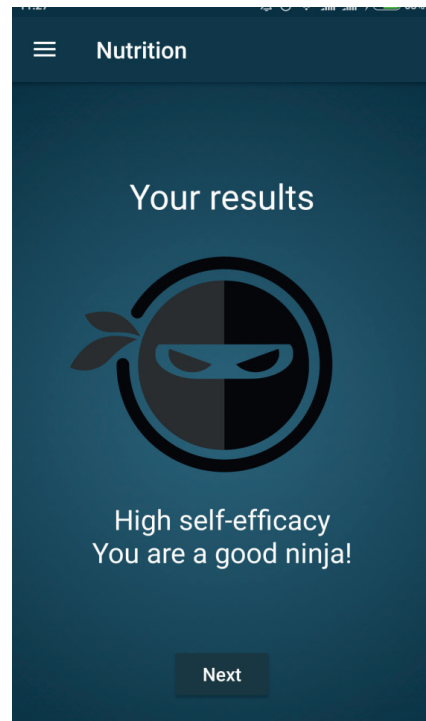 Nutrition
Your results
High self-efficacy
You are a good ninja!
Next